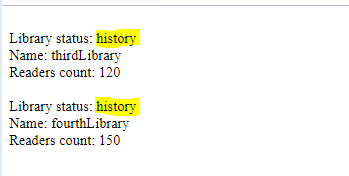 Library status: history
Name: thirdLibrary
Readers count: 120
Library status: history
Name: fourthLibrary
Readers count: 150